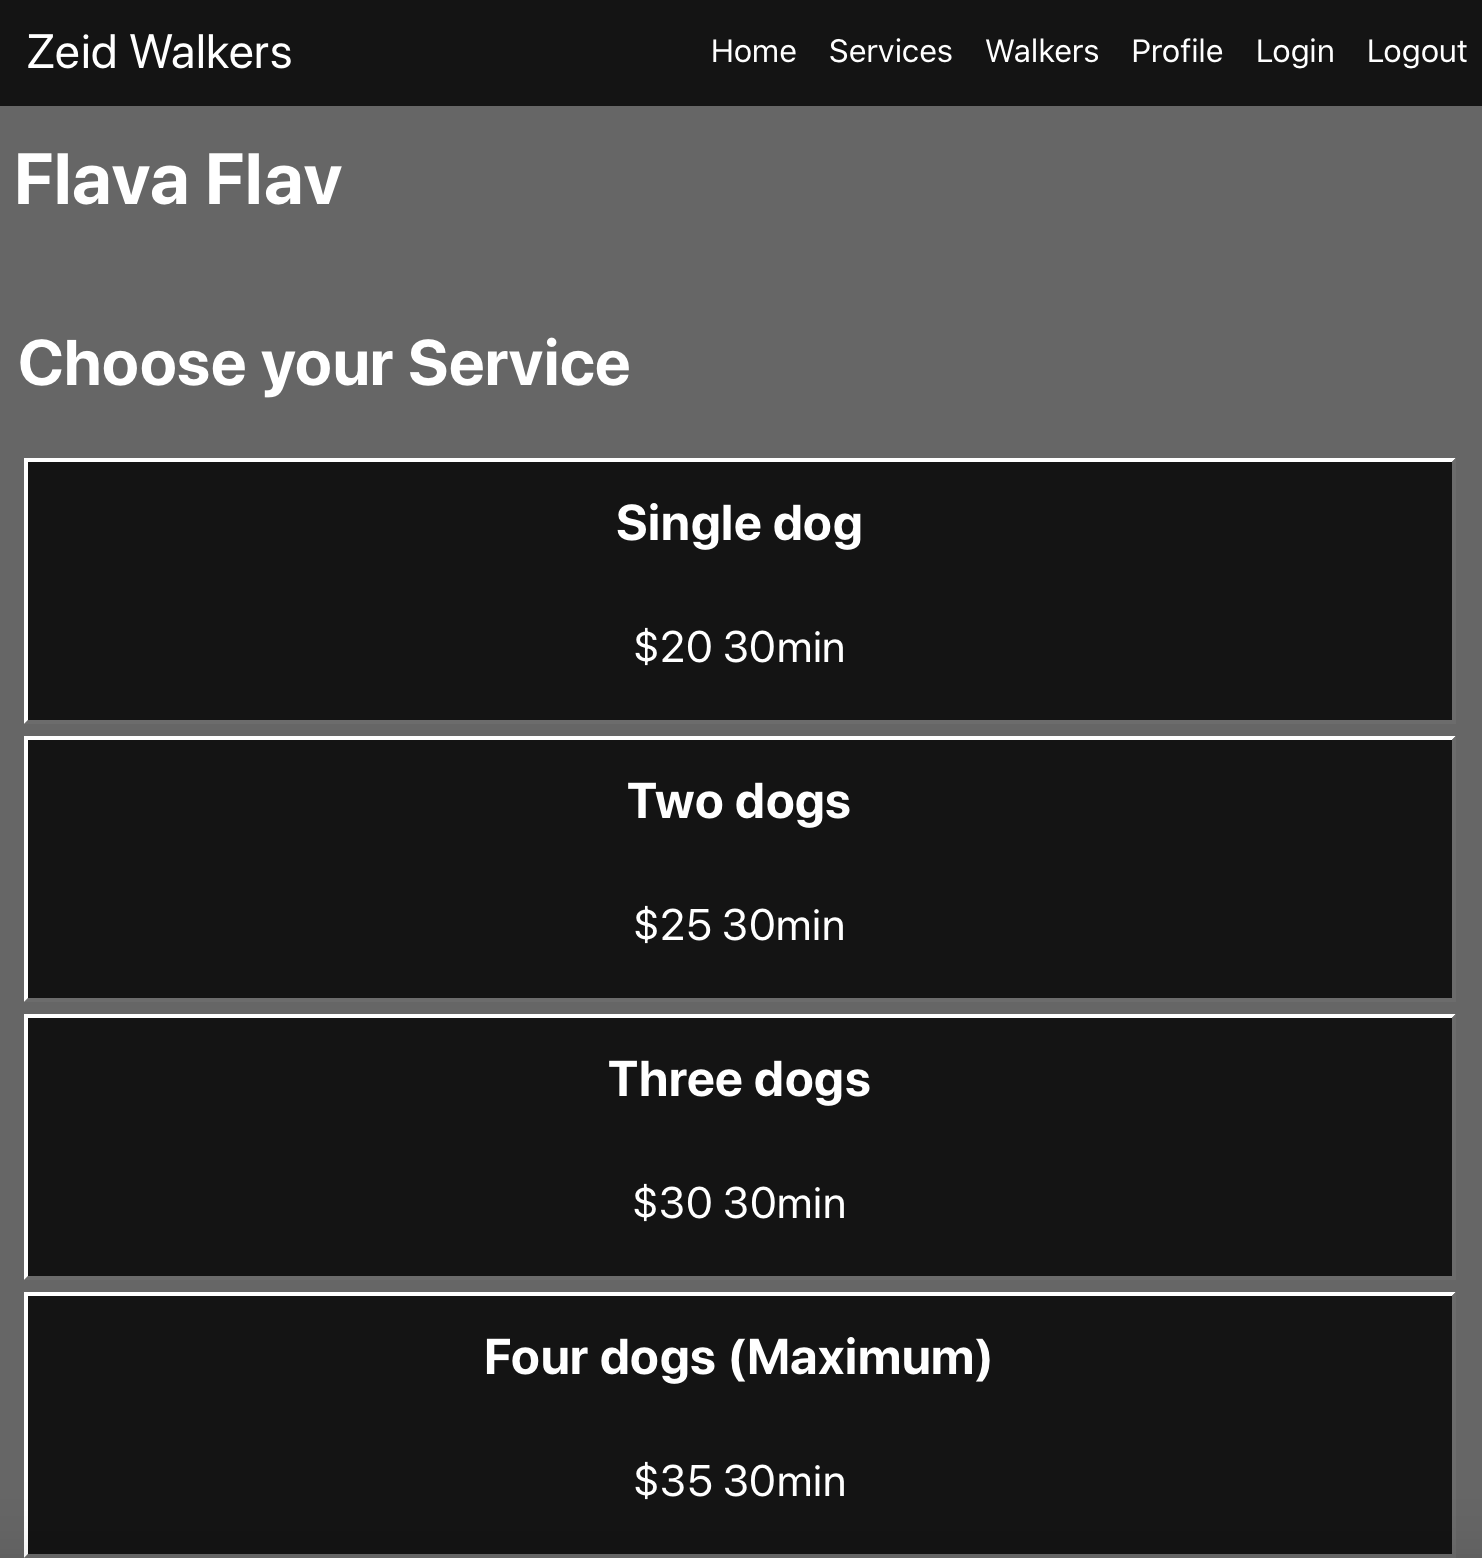 Zeid Walkers Home Services Walkers Profile Login Logout
Flava Flav
Choose your Service
Single dog
$20 30min
Two dogs
$25 30min
Three dogs
$30 30min
Four dogs (Maximum)
$35 30min